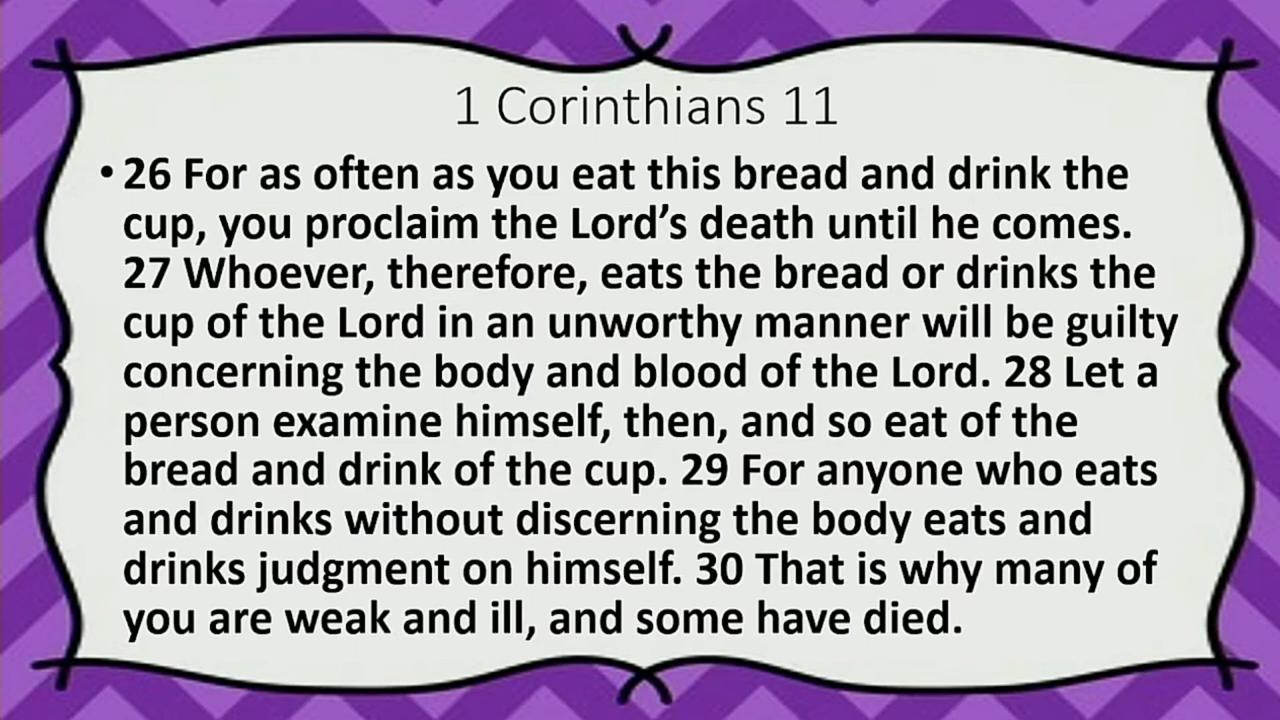 1 Corinthians 11
• 26 For as often as you eat this bread and drink the
cup, you proclaim the Lord’s death until he comes.
27 Whoever, therefore, eats the bread or drinks the
cup of the Lord in an unworthy manner will be guilty
concerning the body and blood of the Lord. 28 Let a
person examine himself, then, and so eat of the
bread and drink of the cup. 29 For anyone who eats
and drinks without discerning the body eats and
drinks judgment on himself. 30 That is why many of
you are weak and ill, and some have died.